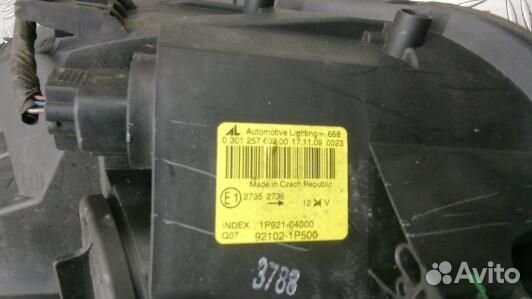 AL Automotive Lighting 668
0 301 257 602 00 17.11.09 0023
Made in Czech Republic
E1 2735 2736 → 12 V
INDEX 1P921-04000
Q07 92102-1P500
3788
Avito